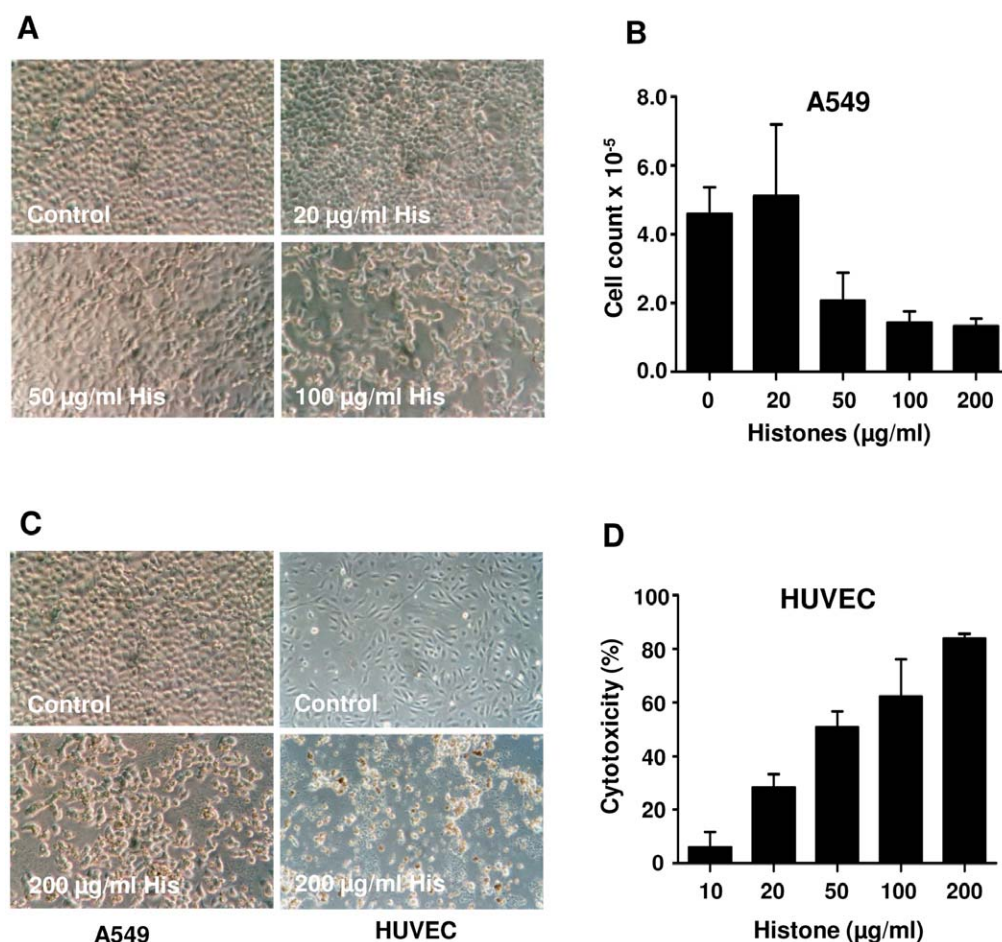 A
Control
20 µg/ml His
50 µg/ml His
100 µg/ml His
B
A549
Cell count x 10-5
8.0
6.0
4.0
2.0
0.0
0 20 50 100 200
Histones (µg/ml)
C
Control
Control
200 µg/ml His
200 µg/ml His
A549
HUVEC
D
HUVEC
Cytotoxicity (%)
100
80
60
40
20
0
10 20 50 100 200
Histone (µg/ml)